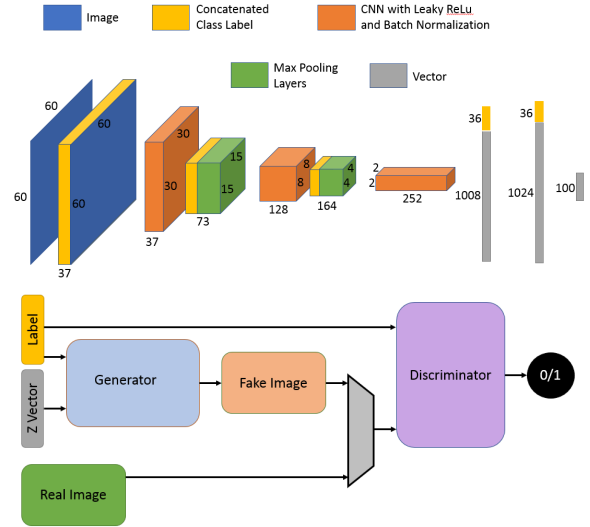 Image
Concatenated
Class Label
CNN with Leaky ReLu
and Batch Normalization
Max Pooling
Layers
Vector
60
60
60
60
37
30
30
37
15
15
73
8
8
128
4
4
164
2
2
252
36
1008
36
1024
100
Label
Z Vector
Generator
Fake Image
Real Image
Discriminator
0/1